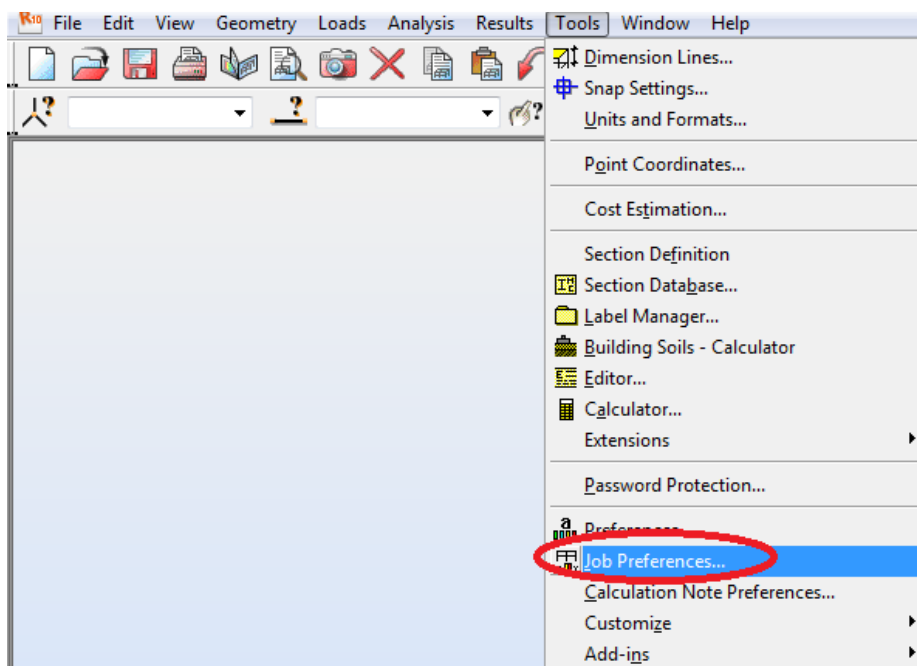 R10 File Edit View Geometry Loads Analysis Results Tools Window Help
Dimension Lines...
Snap Settings...
Units and Formats...
Point Coordinates...
Cost Estimation...
Section Definition
Section Database...
Label Manager...
Building Soils - Calculator
Editor...
Calculator...
Extensions
Password Protection...
Preferences...
Job Preferences...
Calculation Note Preferences...
Customize
Add-ins